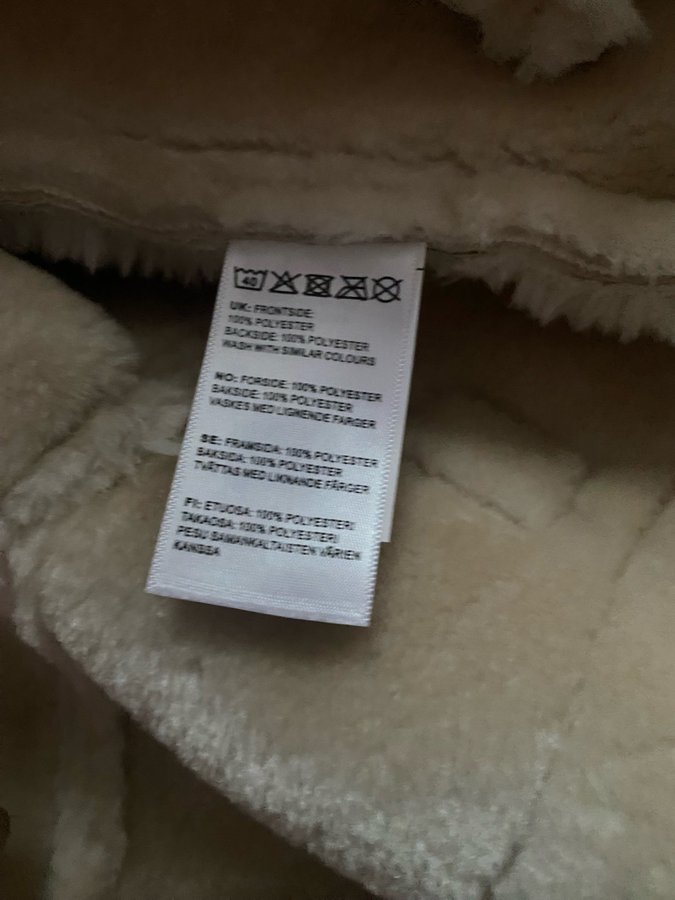 40
UK: FRONTSIDE:
100% POLYESTER
BACKSIDE: 100% POLYESTER
WASH WITH SIMILAR COLOURS
NO: FORSIDE: 100% POLYESTER
BAKSIDE: 100% POLYESTER
VASKES MED LIGNENDE FARGER
SE: FRAMSIDA: 100% POLYESTER
BAKSIDA: 100% POLYESTER
TVÄTTAS MED LIKNANDE FÄRGER
FI: ETUOSA: 100% POLYESTERI
TAKAOSA: 100% POLYESTERI
PESU SAMANKALTAISTEN VÄRIEN
KANSSA